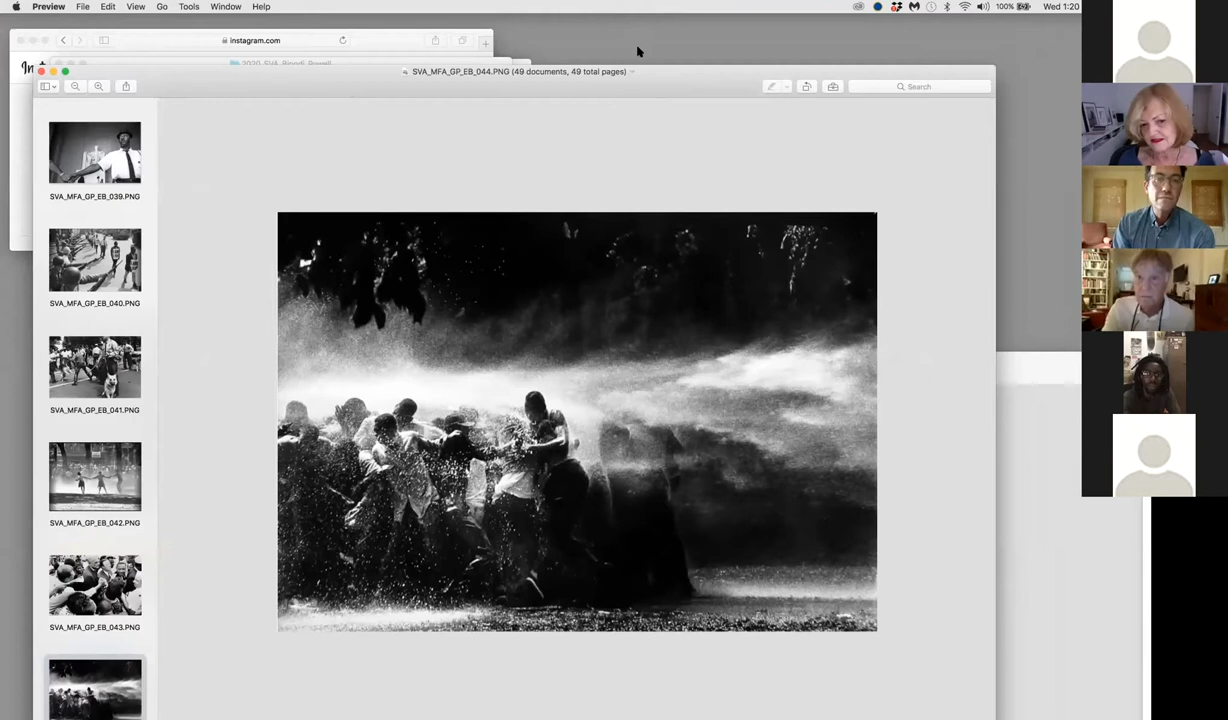 Preview File Edit View Go Tools Window Help 100% Wed 1:20
instagram.com
SVA_MFA_GP_EB_044.PNG (49 documents, 49 total pages)
Search
SVA_MFA_GP_EB_039.PNG
SVA_MFA_GP_EB_040.PNG
SVA_MFA_GP_EB_041.PNG
SVA_MFA_GP_EB_042.PNG
SVA_MFA_GP_EB_043.PNG